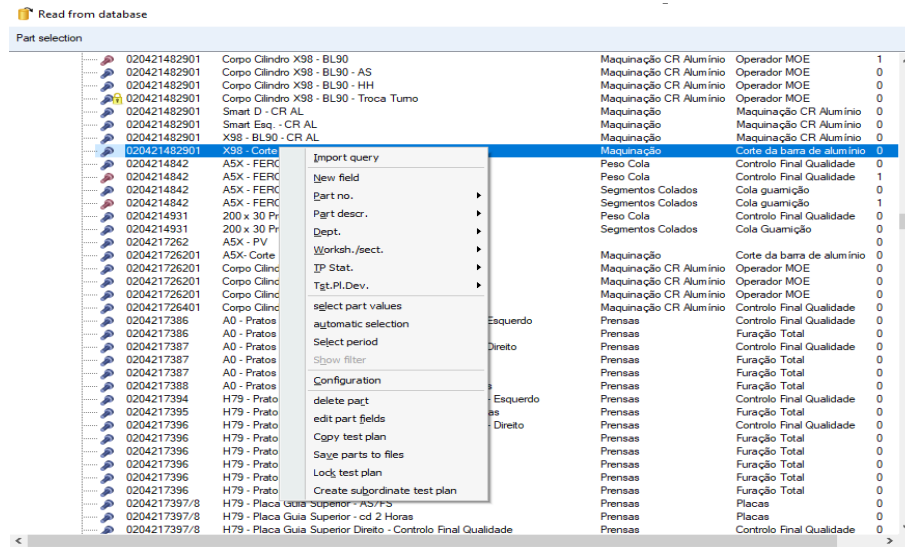 Read from database
Part selection
020421482901 Corpo Cilindro X98 - BL90 Maquinação CR Alumínio Operador MOE 1
020421482901 Corpo Cilindro X98 - BL90 - AS Maquinação CR Alumínio Operador MOE 0
020421482901 Corpo Cilindro X98 - BL90 - HH Maquinação CR Alumínio Operador MOE 0
020421482901 Corpo Cilindro X98 - BL90 - Troca Turno Maquinação CR Alumínio Operador MOE 0
020421482901 Smart D - CR AL Maquinação Maquinação CR Alumínio 0
020421482901 Smart Esq. - CR AL Maquinação Maquinação CR Alumínio 0
020421482901 X98 - BL90 - CR AL Maquinação Maquinação CR Alumínio 0
020421482901 X98 - Corte Maquinação Corte da barra de alumínio 0
Import query
0204214842 A5X - FERO Peso Cola Controlo Final Qualidade 0
0204214842 A5X - FERO Peso Cola Controlo Final Qualidade 1
New field
0204214842 A5X - FERO Segmentos Colados Cola guarnição 0
Part no.
0204214842 A5X - FERO Segmentos Colados Cola guarnição 1
0204214931 200 x 30 Pr Peso Cola Controlo Final Qualidade 0
Part descr.
0204214931 200 x 30 Pr Segmentos Colados Cola Guarnição 0
Dept.
0204217262 A5X - PV 0
Worksh./sect.
020421726201 A5X- Corte Maquinação Corte da barra de alumínio 0
020421726201 Corpo Cilind Maquinação CR Alumínio Operador MOE 0
TP Stat.
020421726201 Corpo Cilind Maquinação CR Alumínio Operador MOE 0
Tst.Pl.Dev.
020421726201 Corpo Cilind Maquinação CR Alumínio Operador MOE 0
020421726401 Corpo Cilind Maquinação CR Alumínio Controlo Final Qualidade 0
select part values
0204217386 A0 - Pratos Esquerdo Prensas Controlo Final Qualidade 0
automatic selection
0204217386 A0 - Pratos Prensas Furação Total 0
Select period
0204217387 A0 - Pratos Direito Prensas Controlo Final Qualidade 0
Show filter
0204217387 A0 - Pratos Prensas Furação Total 0
0204217387 A0 - Pratos Prensas Furação Total 0
Configuration
0204217388 A0 - Pratos s Prensas Furação Total 0
0204217394 H79 - Prato - Esquerdo Prensas Controlo Final Qualidade 0
delete part
0204217395 H79 - Prato as Prensas Furação Total 0
edit part fields
0204217396 H79 - Prato - Direito Prensas Controlo Final Qualidade 0
Copy test plan
0204217396 H79 - Prato Prensas Furação Total 0
0204217396 H79 - Prato Prensas Furação Total 0
Save parts to files
0204217396 H79 - Prato Prensas Furação Total 0
Lock test plan
0204217396 H79 - Prato Prensas Furação Total 0
0204217396 H79 - Prato Prensas Furação Total 0
Create subordinate test plan
0204217397/8 H79 - Placa Guia Superior - AS/FS Prensas Placas 0
0204217397/8 H79 - Placa Guia Superior - cd 2 Horas Prensas Placas 0
0204217397/8 H79 - Placa Guia Superior Direito - Controlo Final Qualidade Prensas Controlo Final Qualidade 0